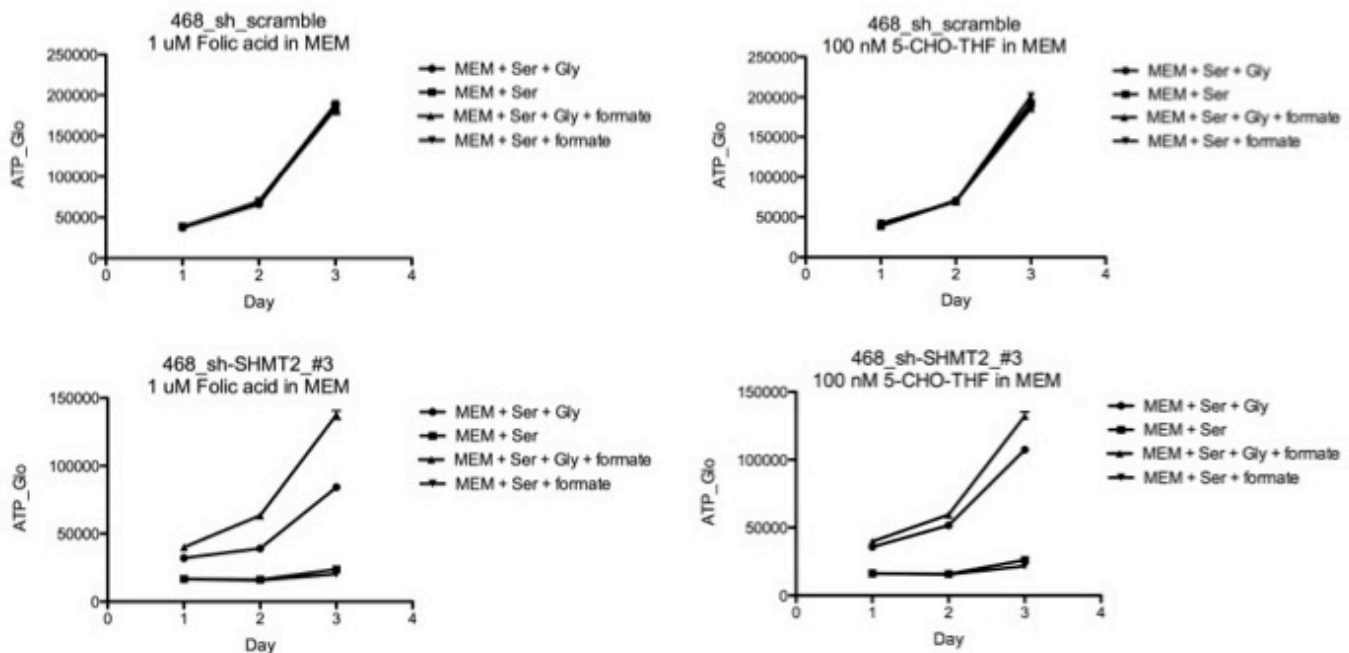 468_sh_scramble
1 uM Folic acid in MEM
250000
200000
150000
100000
50000
0
ATP_Glo
0 1 2 3 4
Day
MEM + Ser + Gly
MEM + Ser
MEM + Ser + Gly + formate
MEM + Ser + formate
468_sh_scramble
100 nM 5-CHO-THF in MEM
250000
200000
150000
100000
50000
0
ATP_Glo
0 1 2 3 4
Day
MEM + Ser + Gly
MEM + Ser
MEM + Ser + Gly + formate
MEM + Ser + formate
468_sh-SHMT2_#3
1 uM Folic acid in MEM
150000
100000
50000
0
ATP_Glo
0 1 2 3 4
Day
MEM + Ser + Gly
MEM + Ser
MEM + Ser + Gly + formate
MEM + Ser + formate
468_sh-SHMT2_#3
100 nM 5-CHO-THF in MEM
150000
100000
50000
0
ATP_Glo
0 1 2 3 4
Day
MEM + Ser + Gly
MEM + Ser
MEM + Ser + Gly + formate
MEM + Ser + formate